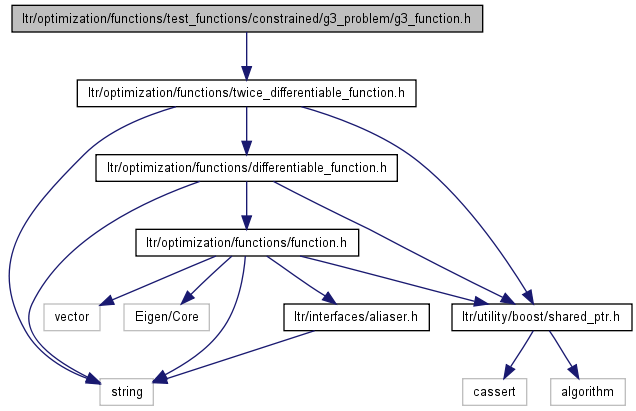 ltr/optimization/functions/test_functions/constrained/g3_problem/g3_function.h
ltr/optimization/functions/twice_differentiable_function.h
ltr/optimization/functions/differentiable_function.h
ltr/optimization/functions/function.h
vector
Eigen/Core
ltr/interfaces/aliaser.h
ltr/utility/boost/shared_ptr.h
string
cassert
algorithm